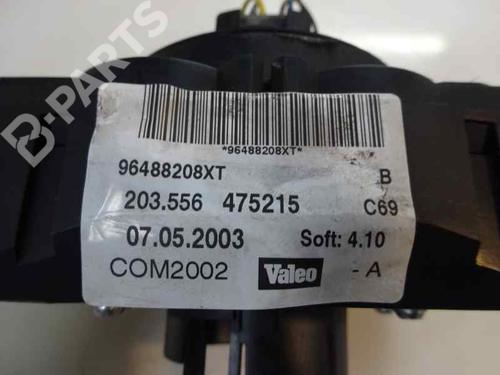 B-PARTS
*96488208XT*
96488208XT B
203.556 475215 C69
07.05.2003 Soft: 4.10
COM2002 Valeo - A